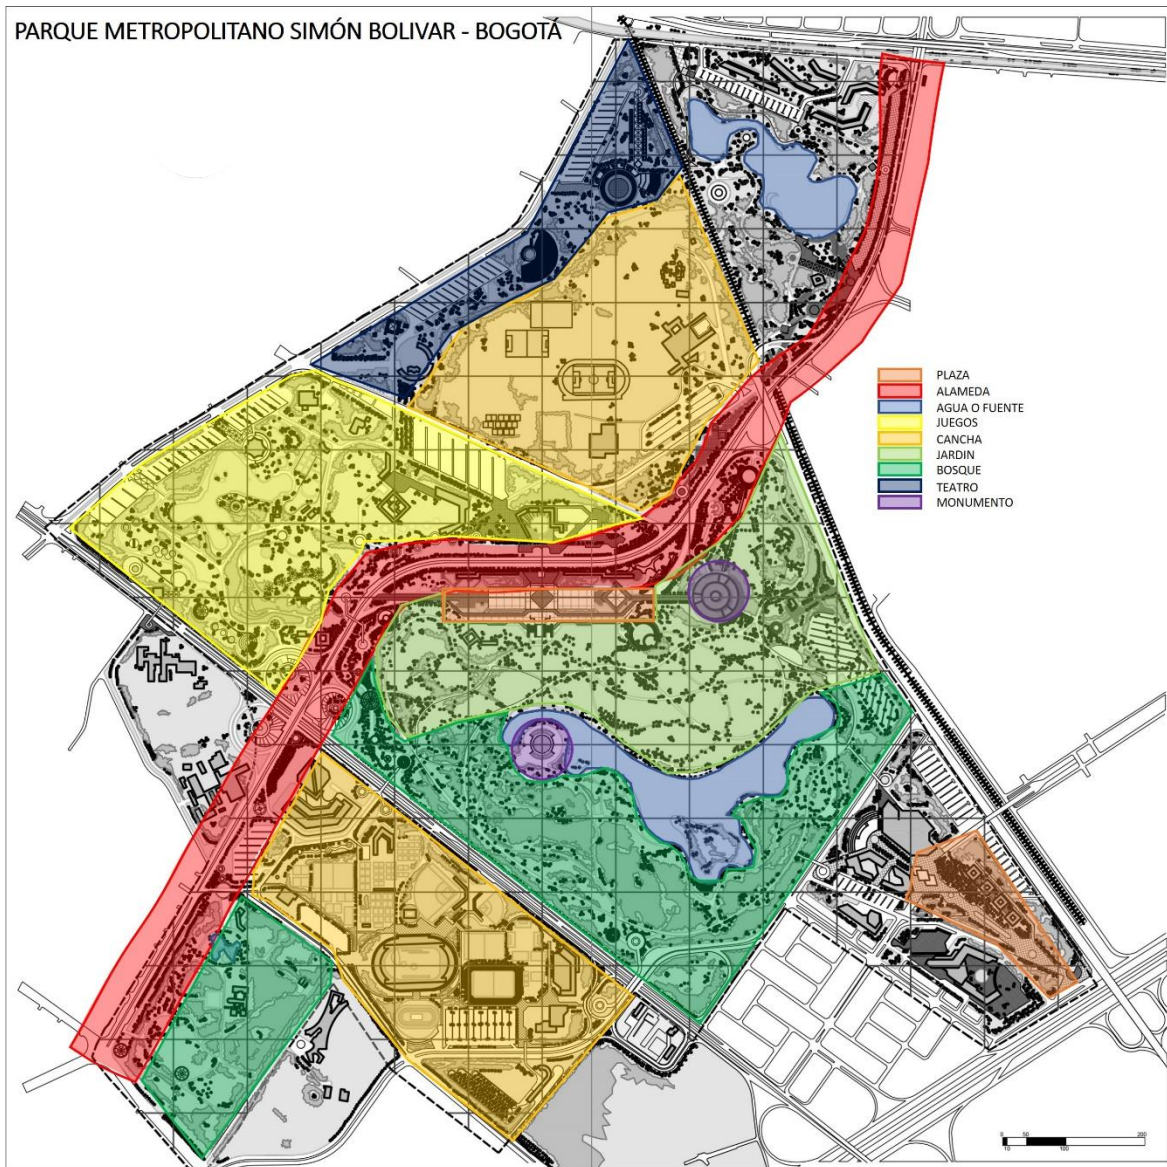 PARQUE METROPOLITANO SIMÓN BOLIVAR - BOGOTÁ
PLAZA
ALAMEDA
AGUA O FUENTE
JUEGOS
CANCHA
JARDIN
BOSQUE
TEATRO
MONUMENTO
0 50 200
10 100